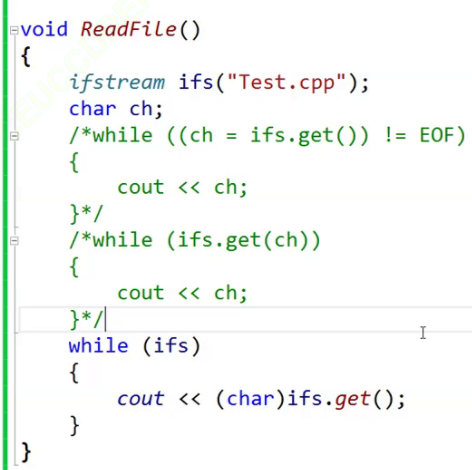 void ReadFile()
{
    ifstream ifs("Test.cpp");
    char ch;
    /*while ((ch = ifs.get()) != EOF)
    {
        cout << ch;
    }*/
    /*while (ifs.get(ch))
    {
        cout << ch;
    }*/
    while (ifs)
    {
        cout << (char)ifs.get();
    }
}